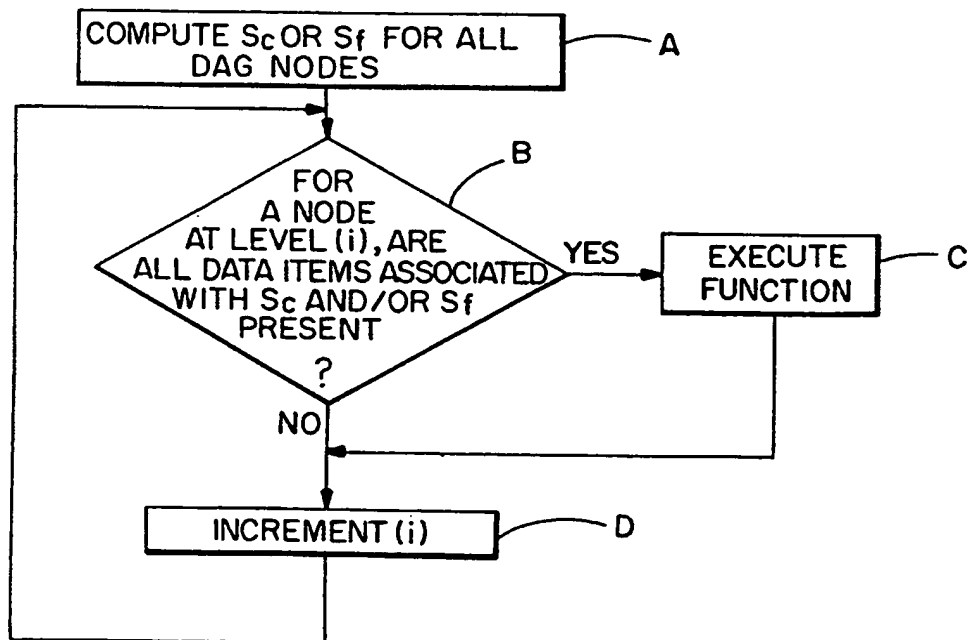 COMPUTE Sc OR Sf FOR ALL
DAG NODES
A
B
FOR
A NODE
AT LEVEL (i), ARE
ALL DATA ITEMS ASSOCIATED
WITH Sc AND/OR Sf
PRESENT
?
YES
EXECUTE
FUNCTION
C
NO
INCREMENT (i)
D